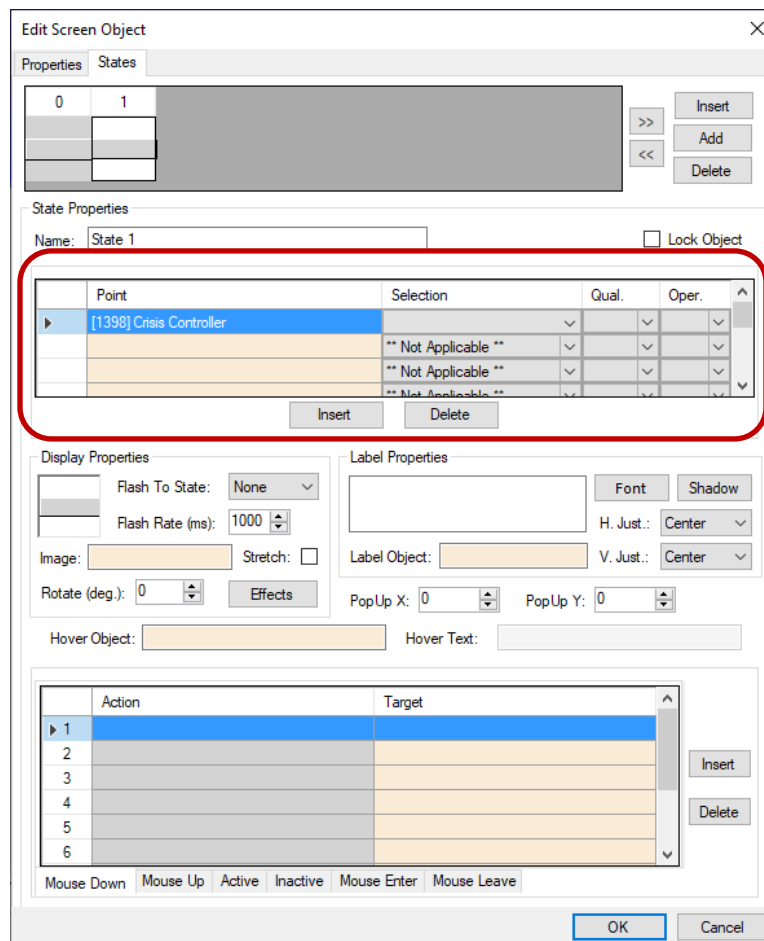 Edit Screen Object
Properties States
0 1
Insert
>>
Add
<<
Delete
State Properties
Name: State 1 Lock Object
Point Selection Qual. Oper.
[1398] Crisis Controller
** Not Applicable **
** Not Applicable **
** Not Applicable **
Insert Delete
Display Properties Label Properties
Flash To State: None Font Shadow
Flash Rate (ms): 1000 H. Just.: Center
Image: Stretch: Label Object: V. Just.: Center
Rotate (deg.): 0 Effects PopUp X: 0 PopUp Y: 0
Hover Object: Hover Text:
Action Target
1
2
Insert
3
4
Delete
5
6
Mouse Down Mouse Up Active Inactive Mouse Enter Mouse Leave
OK Cancel